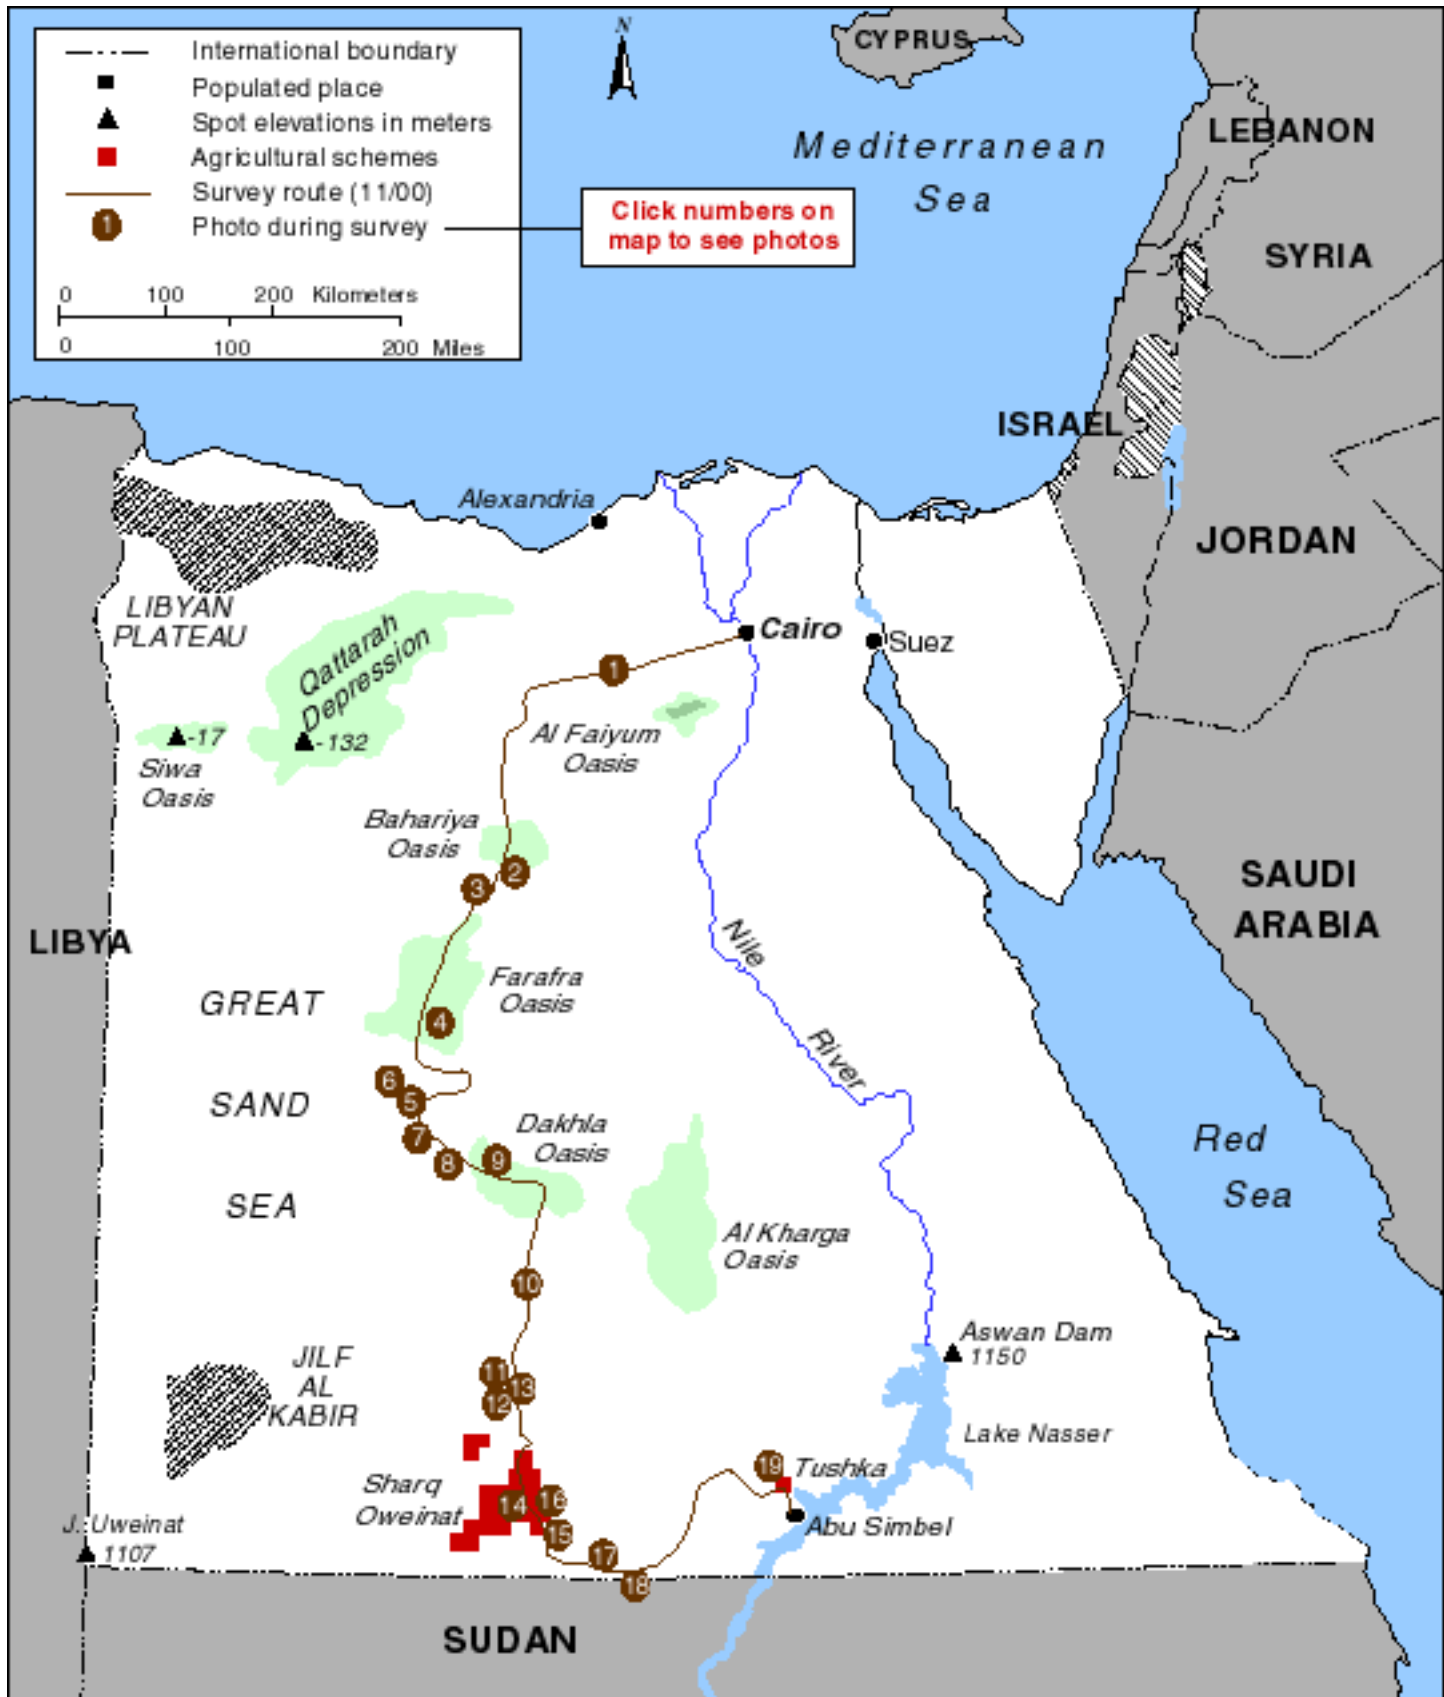 International boundary
Populated place
Spot elevations in meters
Agricultural schemes
Survey route (11/00)
1
Photo during survey
Click numbers on
map to see photos
0
100
200
Kilometers
0
100
200
Miles
N
CYPRUS
Mediterranean
Sea
LEBANON
SYRIA
ISRAEL
JORDAN
Alexandria
LIBYAN
PLATEAU
Qattarah
Depression
Cairo
Suez
1
-17
-132
Siwa
Oasis
Al Faiyum
Oasis
Bahariya
Oasis
2
3
SAUDI
ARABIA
LIBYA
Nile
River
GREAT
SAND
SEA
Farafra
Oasis
4
6
5
7
8
9
Dakhla
Oasis
Red
Sea
Al Kharga
Oasis
10
Aswan Dam
1150
JILF
AL
KABIR
11
13
12
Lake Nasser
19
Tushka
Sharq
Oweinat
14
16
15
Abu Simbel
J. Uweinat
1107
17
18
SUDAN